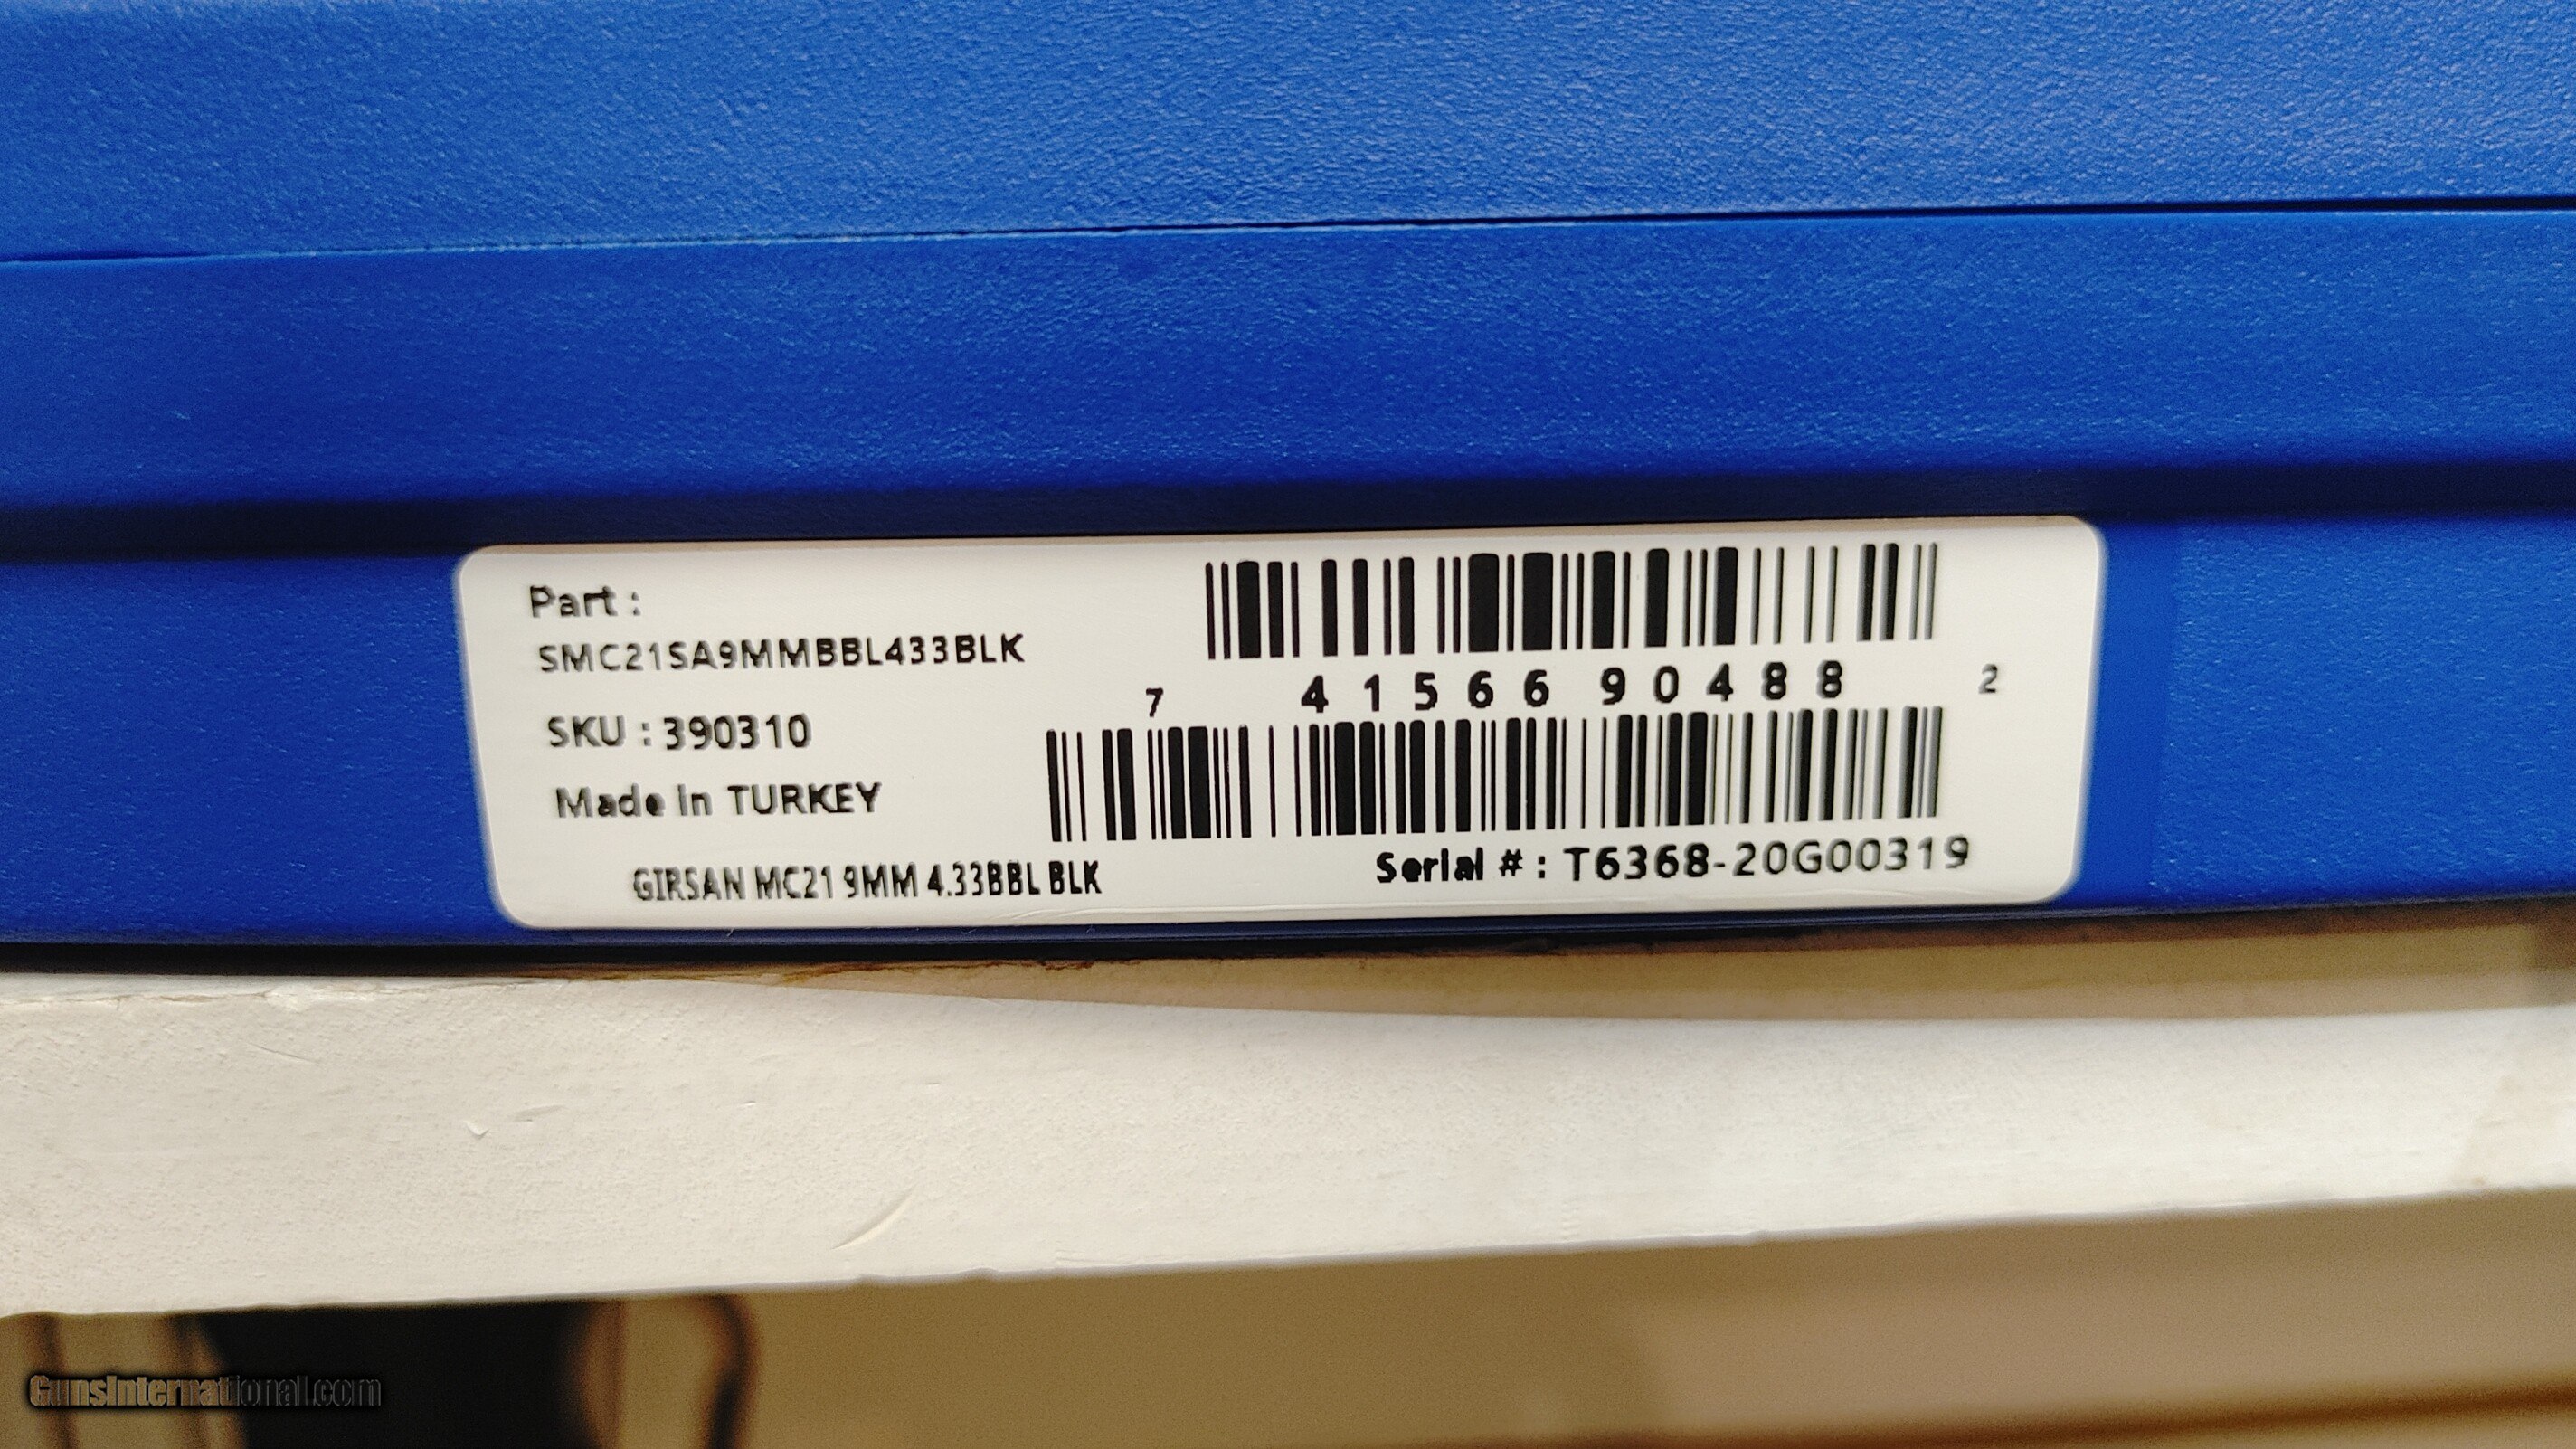 Part :
SMC21SA9MMBBL433BLK
SKU : 390310
Made in TURKEY
GIRSAN MC21 9MM 4.33BBL BLK
7 41566 90488 2
Serial # : T6368-20G00319
GunsInternational.com